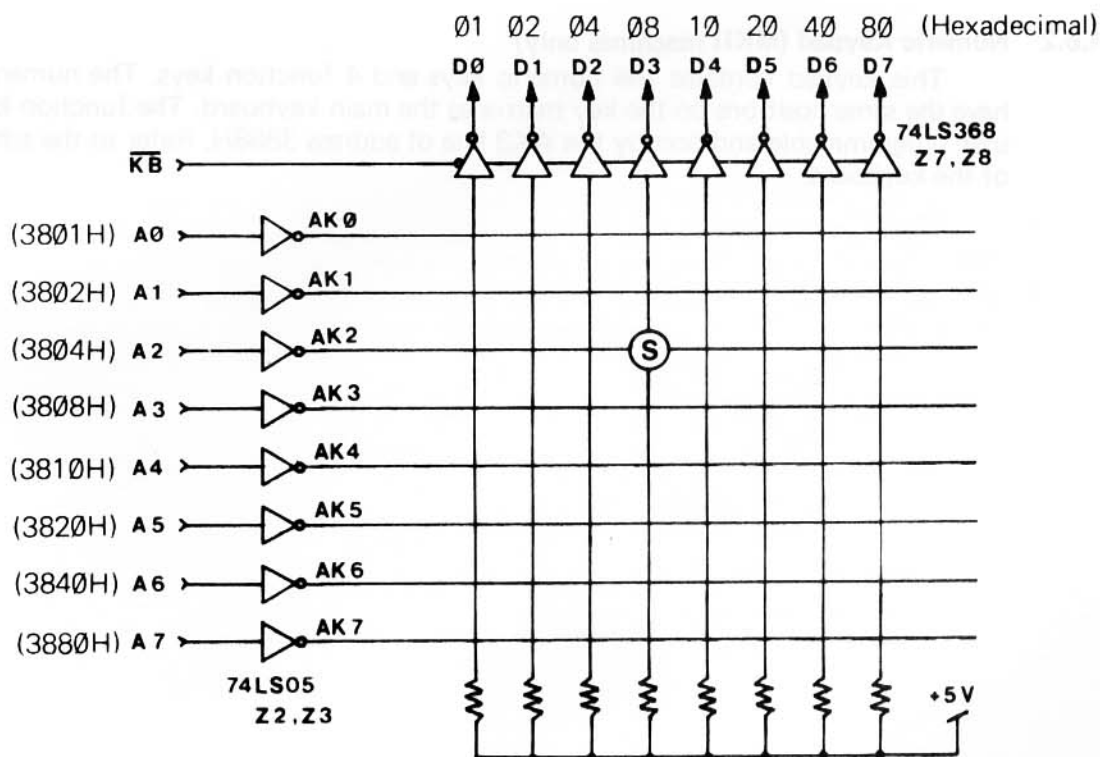 Ø1 Ø2 Ø4 Ø8 1Ø 2Ø 4Ø 8Ø (Hexadecimal)
D0 D1 D2 D3 D4 D5 D6 D7
74LS368
Z7,Z8
K̅B̅
(38Ø1H) AØ AKØ
(38Ø2H) A1 AK1
(38Ø4H) A2 AK2
S
(38Ø8H) A3 AK3
(381ØH) A4 AK4
(382ØH) A5 AK5
(384ØH) A6 AK6
(388ØH) A7 AK7
74LS05
Z2,Z3
+5V